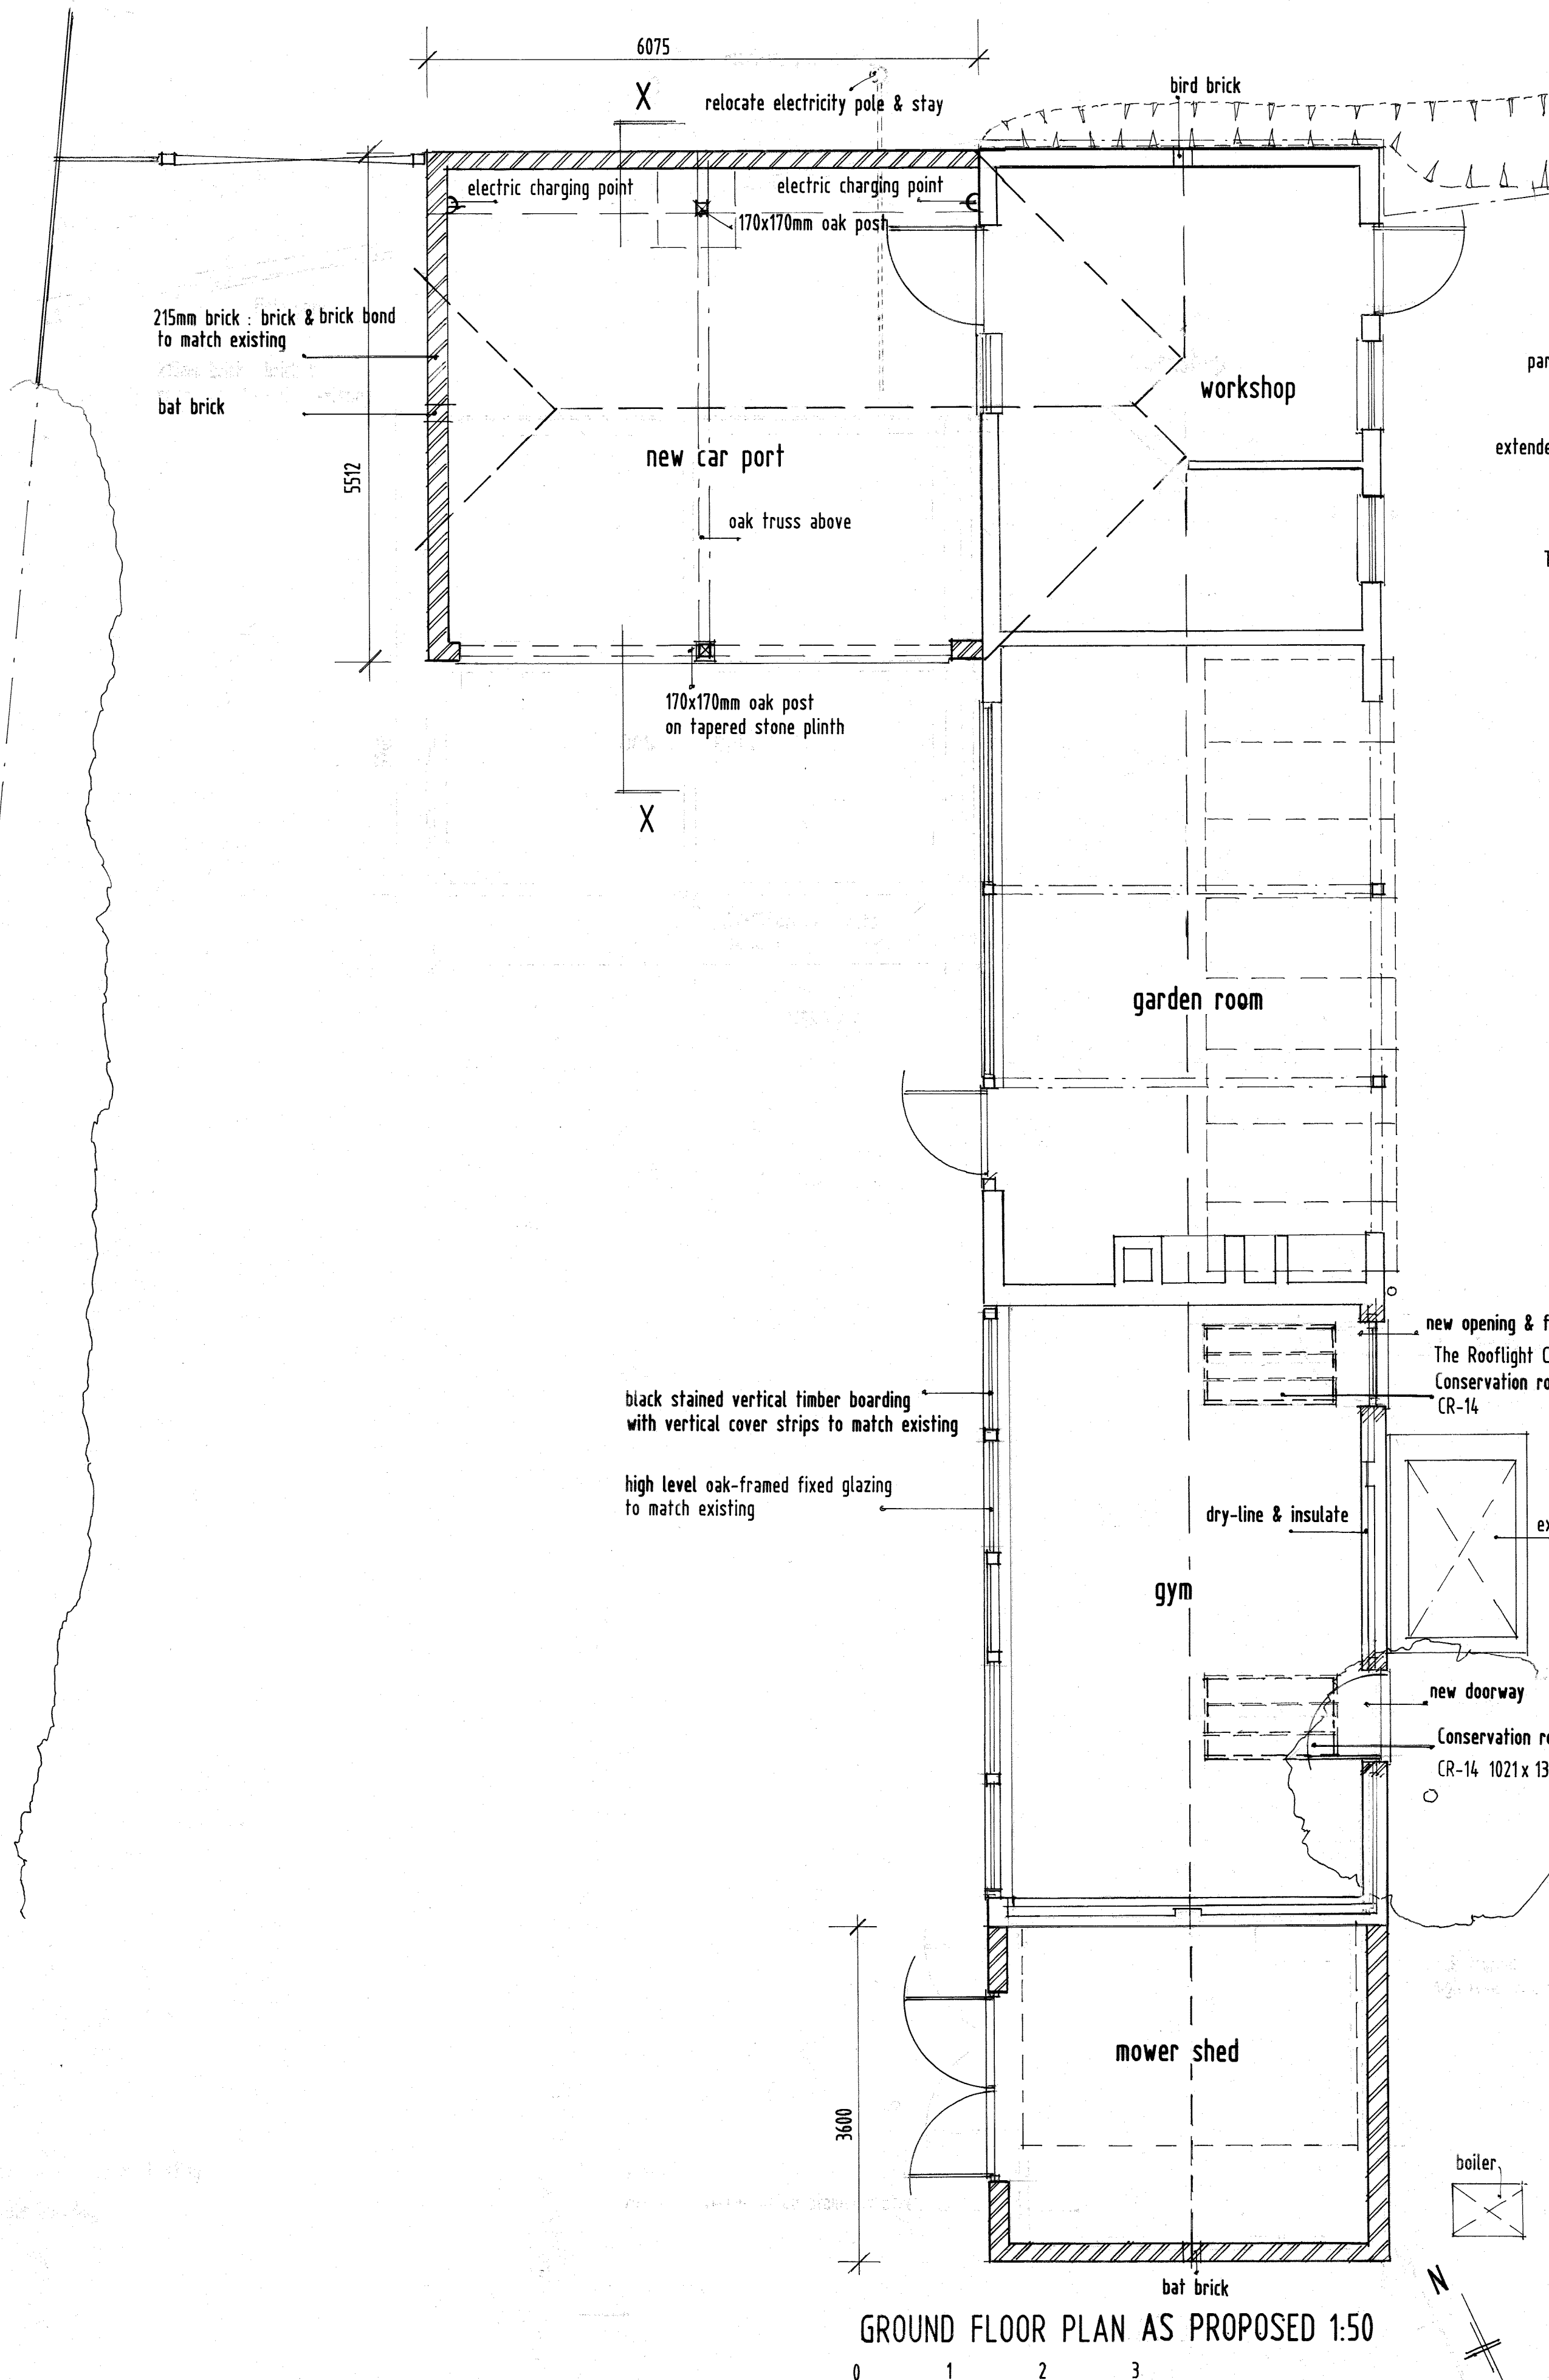 6075
X
relocate electricity pole & stay
bird brick
electric charging point
electric charging point
170x170mm oak post
215mm brick : brick & brick bond
to match existing
bat brick
workshop
new car port
5512
oak truss above
170x170mm oak post
on tapered stone plinth
X
garden room
new opening &
The Rooflight
Conservation
CR-14
black stained vertical timber boarding
with vertical cover strips to match existing
high level oak-framed fixed glazing
to match existing
dry-line & insulate
gym
new doorway
Conservation
CR-14 1021 x
mower shed
3600
boiler
bat brick
N
GROUND FLOOR PLAN AS PROPOSED 1:50
0 1 2 3